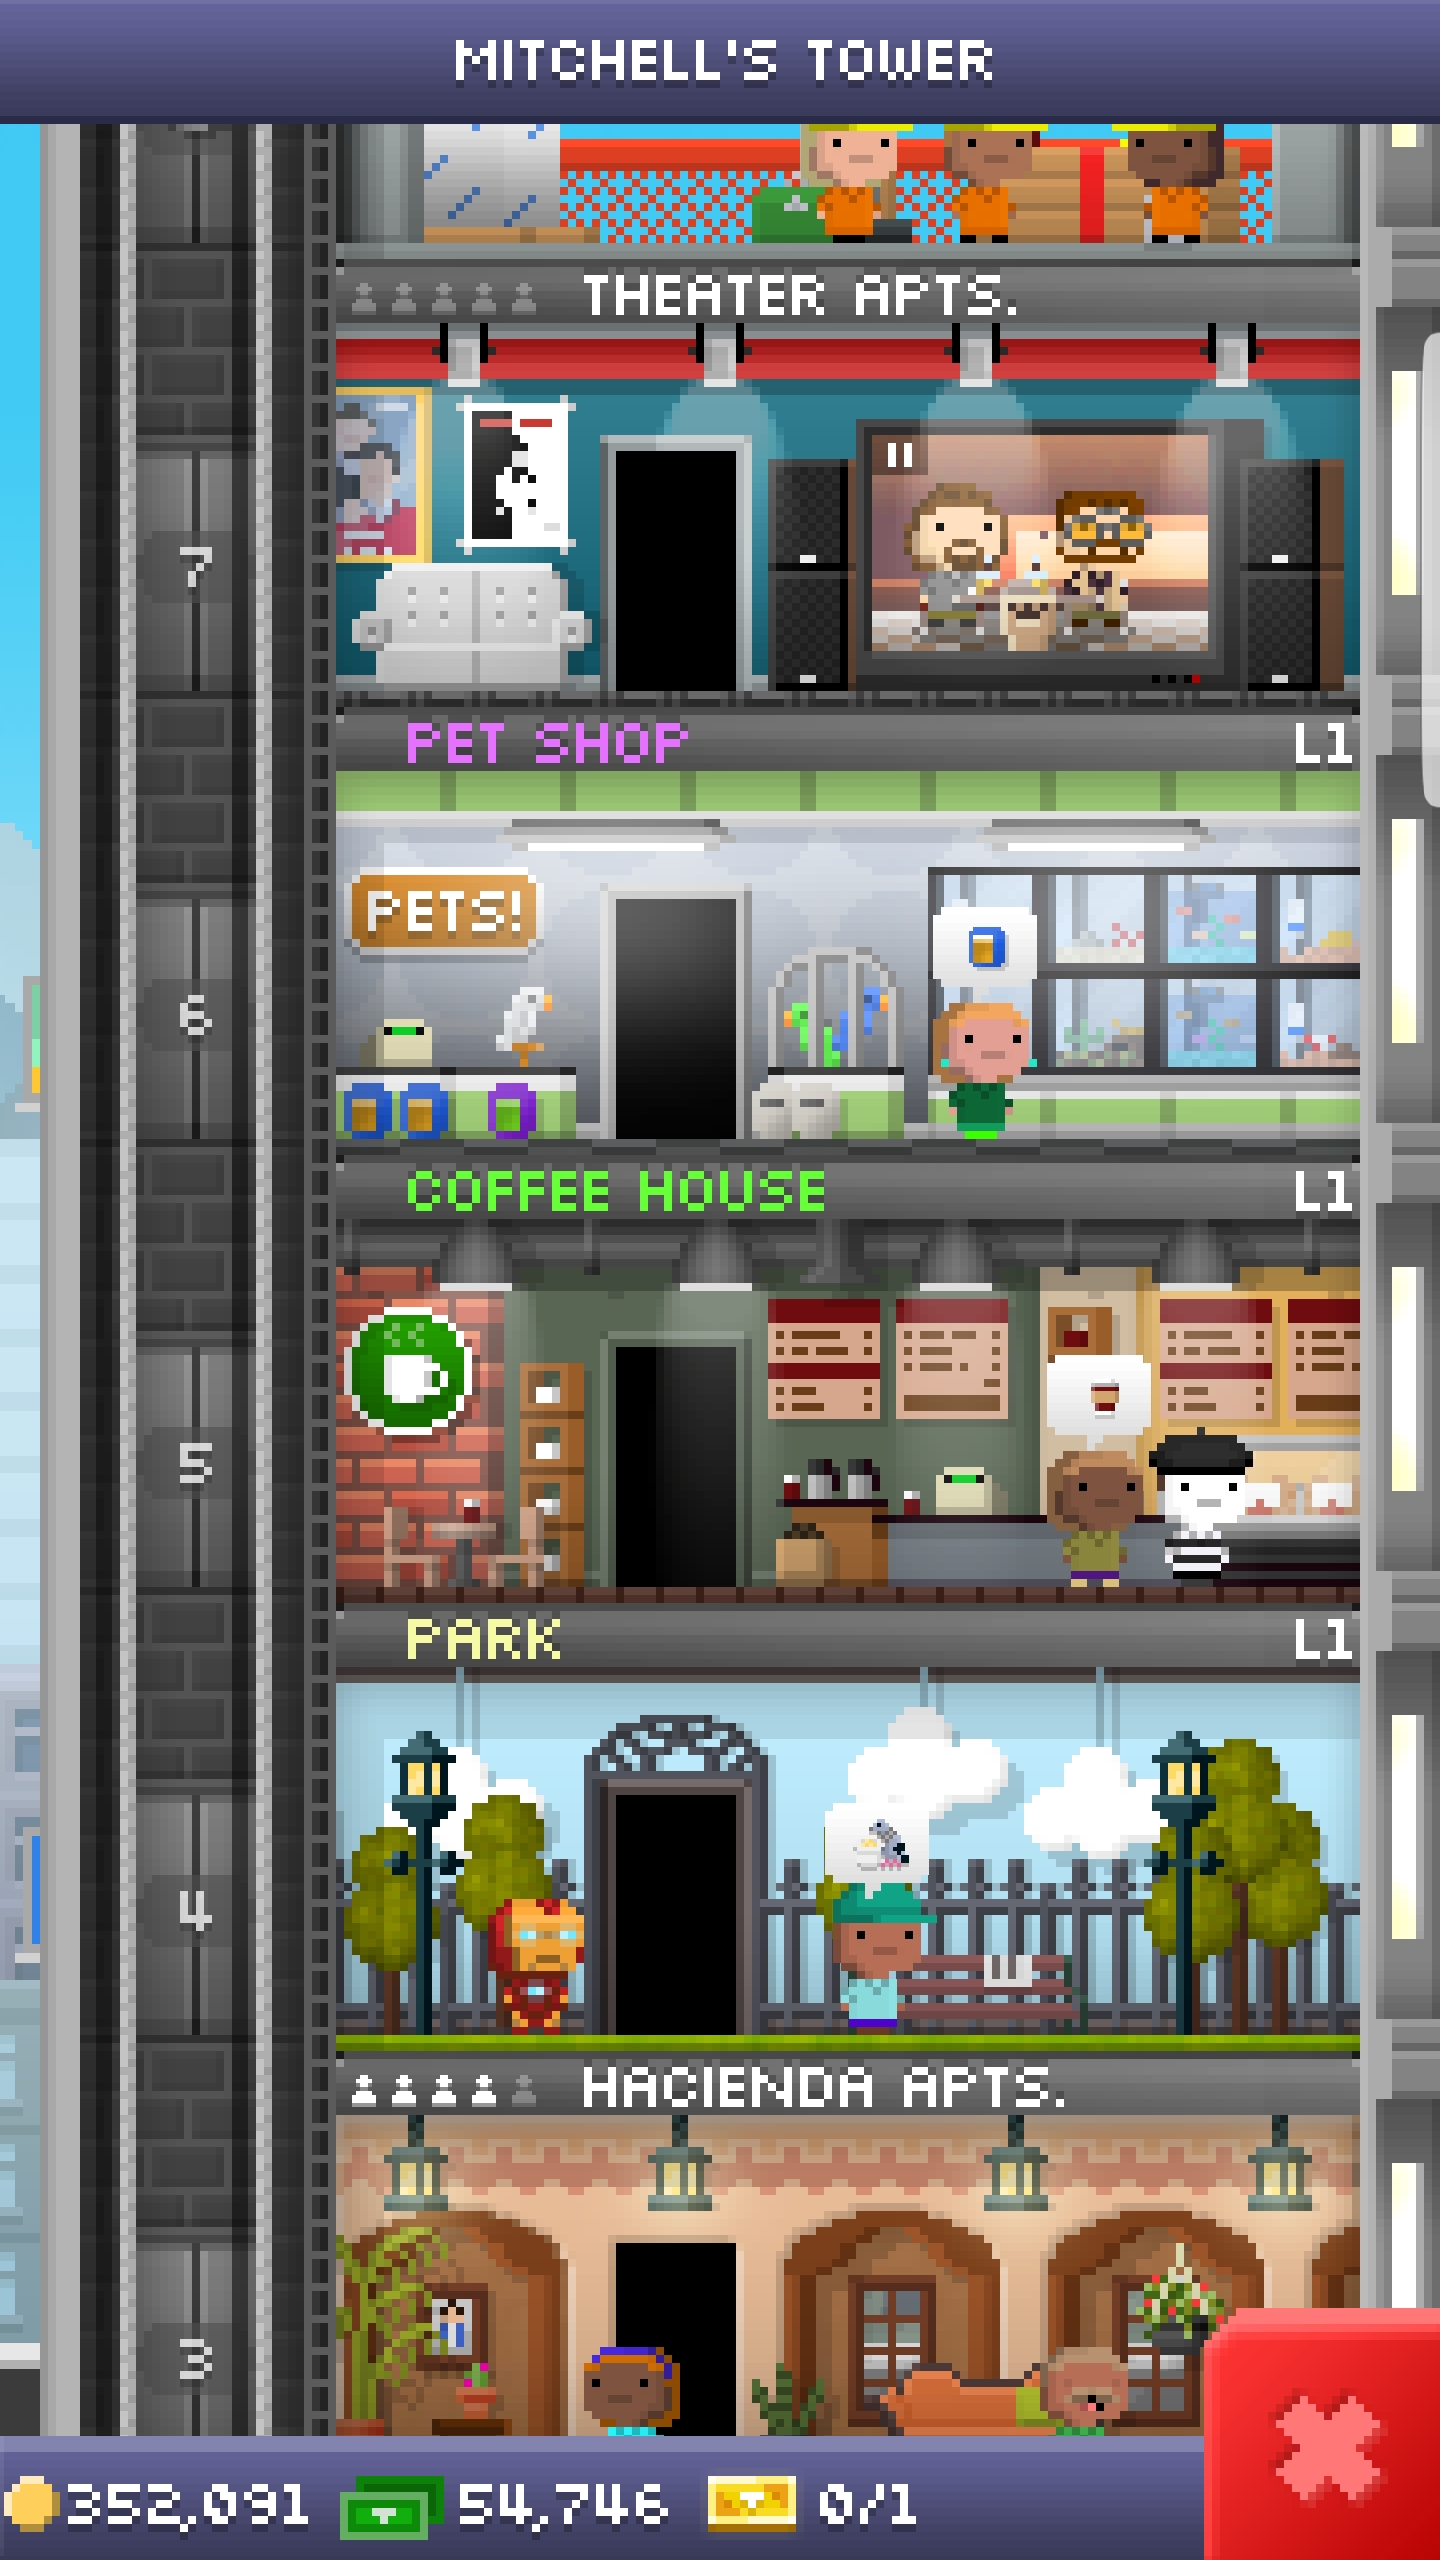 MITCHELL'S TOWER
THEATER APTS.
7
PET SHOP L1
PETS!
6
COFFEE HOUSE L1
5
PARK L1
4
HACIENDA APTS.
3
352,091 54,746 0/1